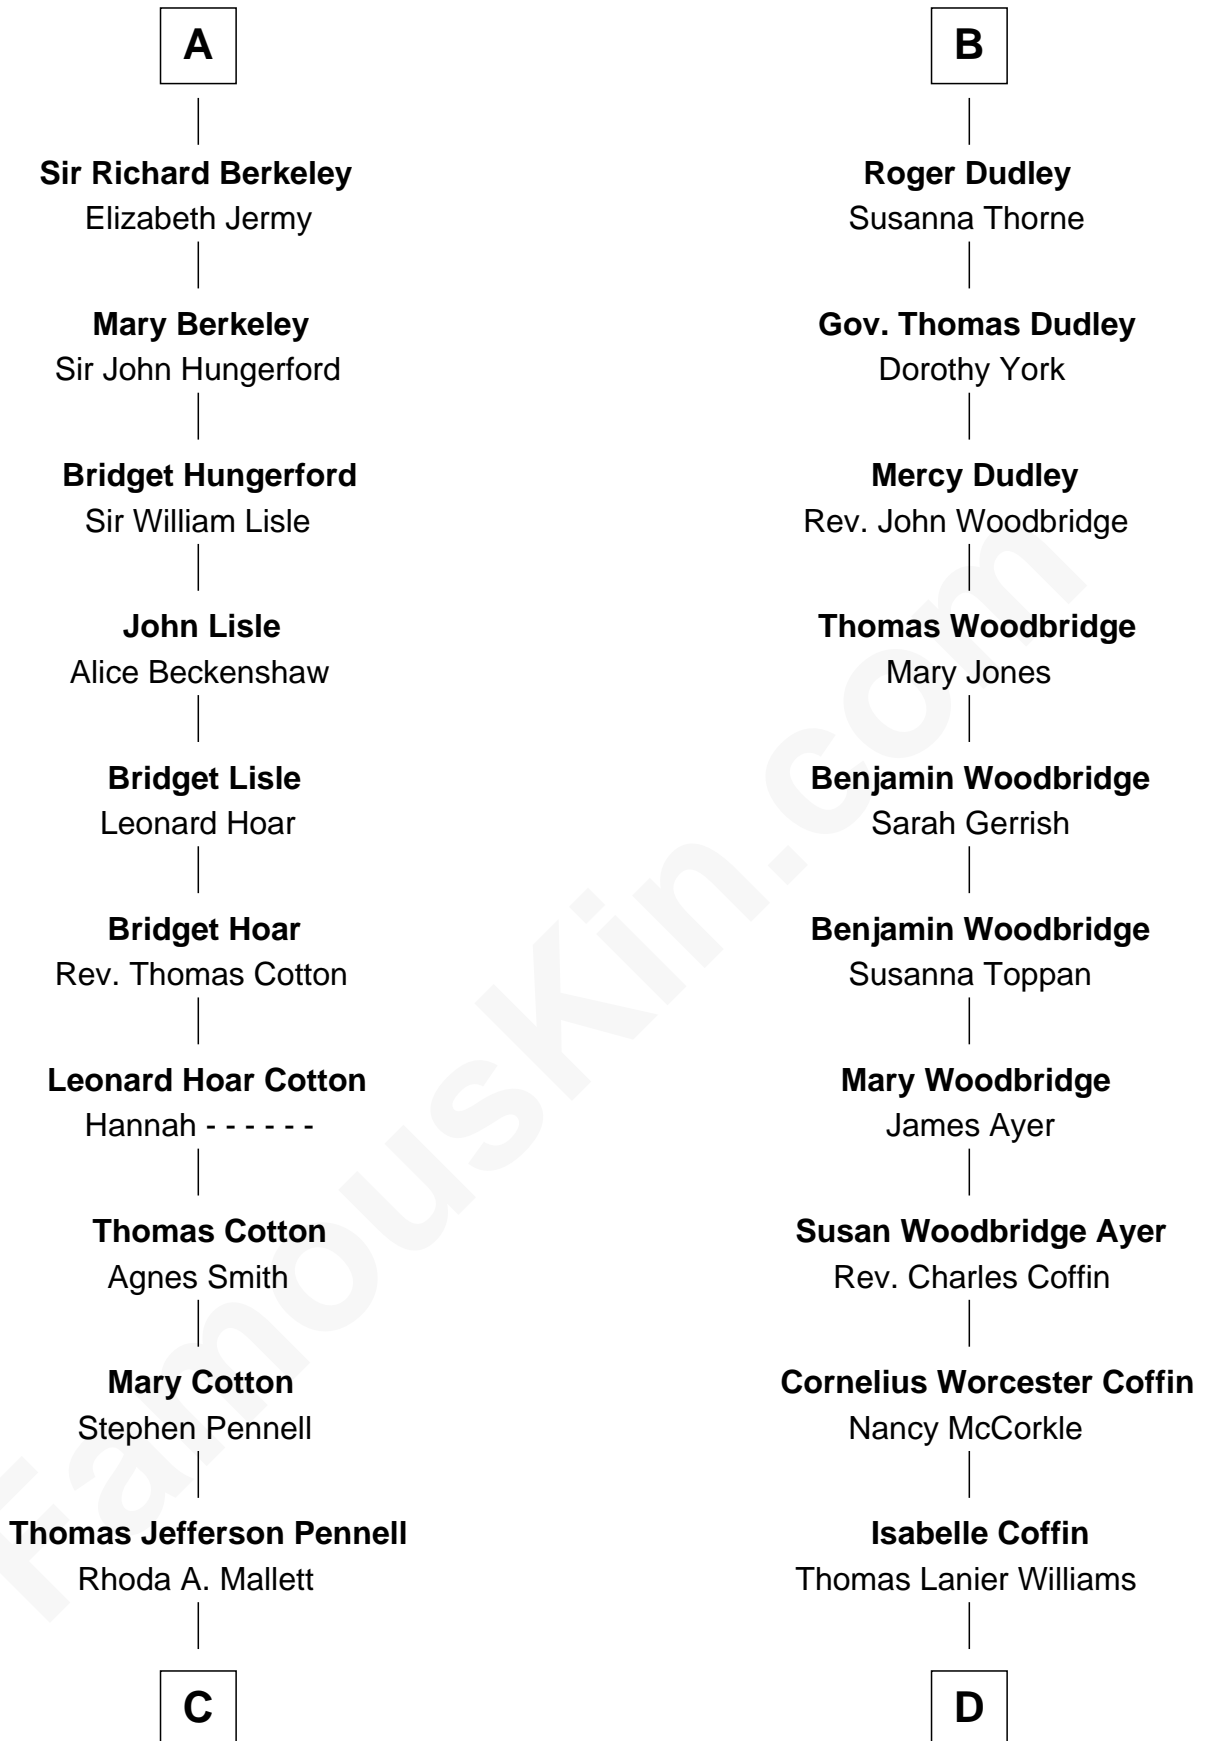 A
Sir Richard Berkeley
Elizabeth Jermy
Mary Berkeley
Sir John Hungerford
Bridget Hungerford
Sir William Lisle
John Lisle
Alice Beckenshaw
Bridget Lisle
Leonard Hoar
Bridget Hoar
Rev. Thomas Cotton
Leonard Hoar Cotton
Hannah - - - - - -
Thomas Cotton
Agnes Smith
Mary Cotton
Stephen Pennell
Thomas Jefferson Pennell
Rhoda A. Mallett
C
B
Roger Dudley
Susanna Thorne
Gov. Thomas Dudley
Dorothy York
Mercy Dudley
Rev. John Woodbridge
Thomas Woodbridge
Mary Jones
Benjamin Woodbridge
Sarah Gerrish
Benjamin Woodbridge
Susanna Toppan
Mary Woodbridge
James Ayer
Susan Woodbridge Ayer
Rev. Charles Coffin
Cornelius Worcester Coffin
Nancy McCorkle
Isabelle Coffin
Thomas Lanier Williams
D
FamousKin.com